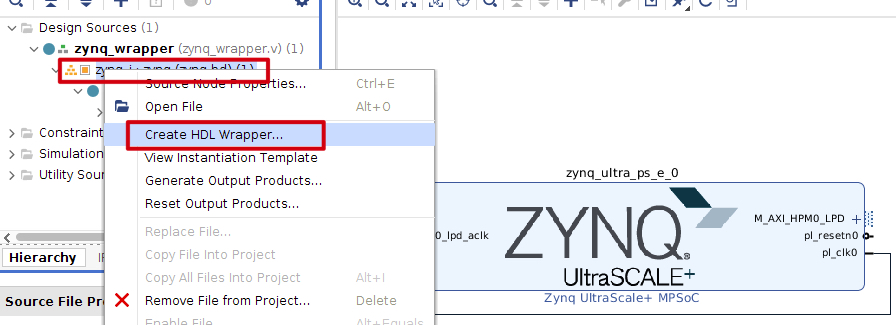 Design Sources (1)
zynq_wrapper (zynq_wrapper.v) (1)
zynq_i : zynq (zynq.bd) (1)
Source Node Properties... Ctrl+E
Open File Alt+O
Create HDL Wrapper...
View Instantiation Template
Generate Output Products...
Reset Output Products...
Replace File...
Copy File Into Project
Copy All Files Into Project Alt+I
Remove File from Project... Delete
Enable File Alt+Equals
Constraint
Simulation
Utility Sour
Hierarchy
Source File Pro
zynq_ultra_ps_e_0
0_lpd_aclk
ZYNQ
UltraSCALE+
M_AXI_HPM0_LPD
pl_resetn0
pl_clk0
Zynq UltraScale+ MPSoC